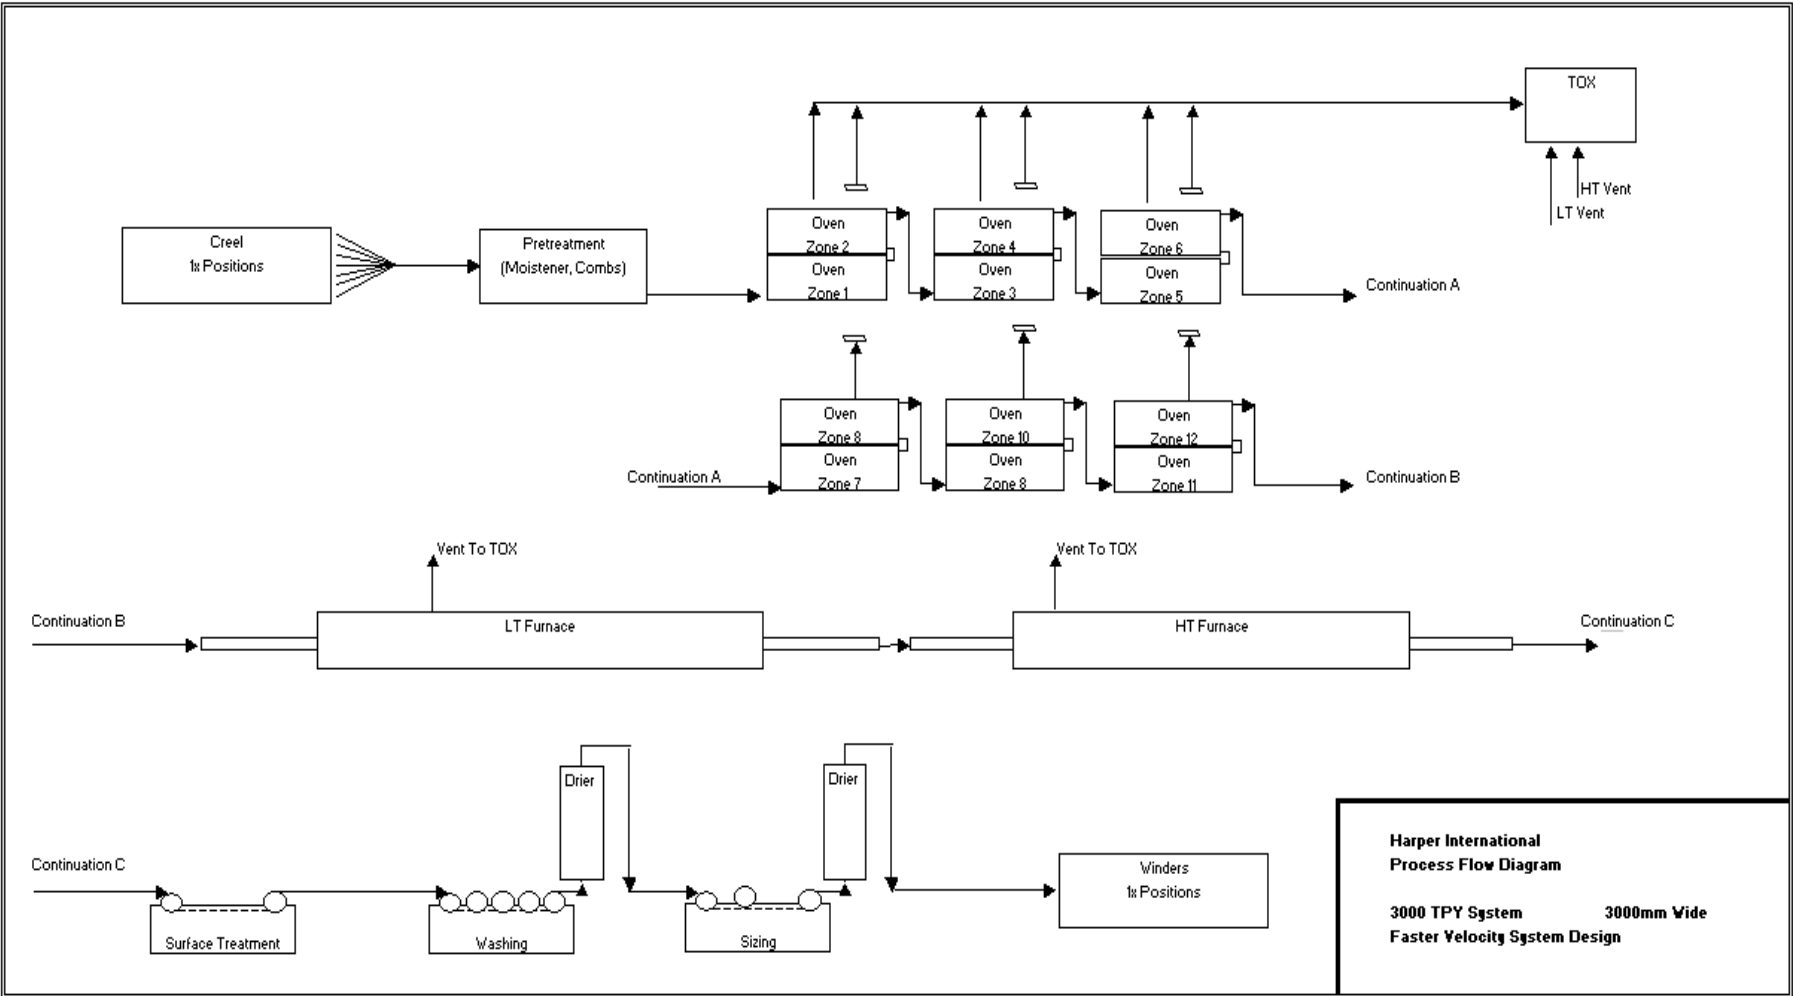 TOX
HT Vent
LT Vent
Creel
1x Positions
Pretreatment
(Moistener, Combs)
Oven
Zone 2
Oven
Zone 1
Oven
Zone 4
Oven
Zone 3
Oven
Zone 6
Oven
Zone 5
Continuation A
Continuation A
Oven
Zone 8
Oven
Zone 7
Oven
Zone 10
Oven
Zone 8
Oven
Zone 12
Oven
Zone 11
Continuation B
Vent To TOX
Vent To TOX
Continuation B
LT Furnace
HT Furnace
Continuation C
Continuation C
Surface Treatment
Washing
Drier
Sizing
Drier
Winders
1x Positions
Harper International
Process Flow Diagram
3000 TPY System 3000mm Wide
Faster Velocity System Design